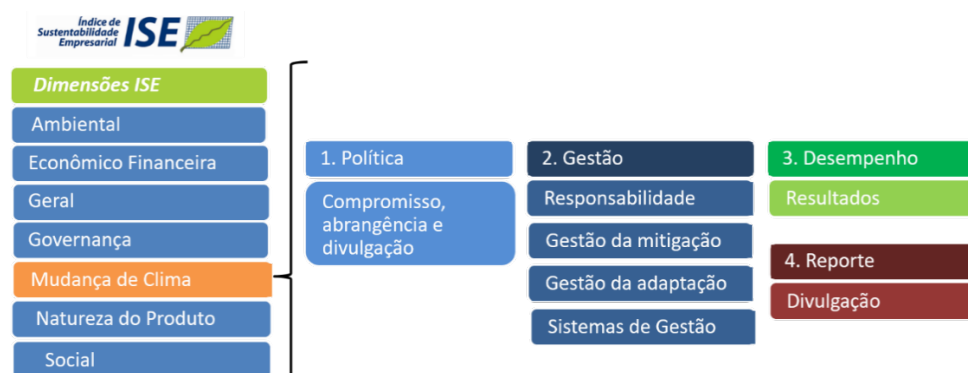 Índice de
Sustentabilidade
Empresarial
ISE
Dimensões ISE
Ambiental
Econômico Financeira
Geral
Governança
Mudança de Clima
Natureza do Produto
Social
1. Política
Compromisso,
abrangência e
divulgação
2. Gestão
Responsabilidade
Gestão da mitigação
Gestão da adaptação
Sistemas de Gestão
3. Desempenho
Resultados
4. Reporte
Divulgação